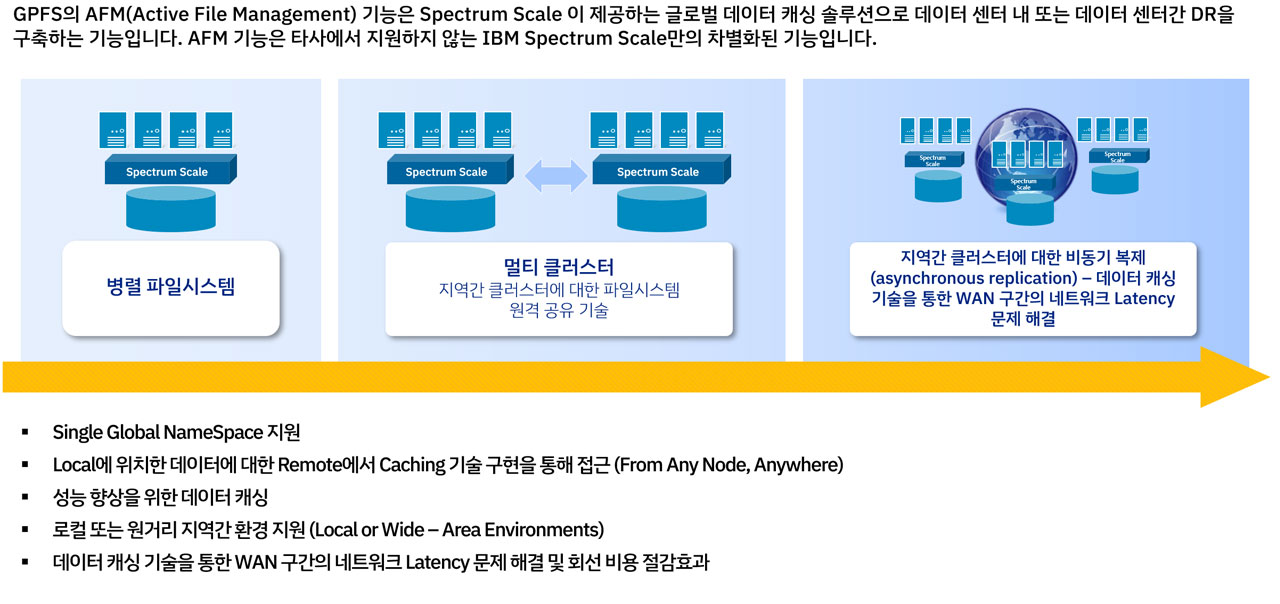 GPFS의 AFM(Active File Management) 기능은 Spectrum Scale 이 제공하는 글로벌 데이터 캐싱 솔루션으로 데이터 센터 내 또는 데이터 센터간 DR을
구축하는 기능입니다. AFM 기능은 타사에서 지원하지 않는 IBM Spectrum Scale만의 차별화된 기능입니다.
Spectrum Scale
병렬 파일시스템
Spectrum Scale
Spectrum Scale
멀티 클러스터
지역간 클러스터에 대한 파일시스템
원격 공유 기술
Spectrum
Scale
Spectrum
Scale
Spectrum
Scale
지역간 클러스터에 대한 비동기 복제
(asynchronous replication) – 데이터 캐싱
기술을 통한 WAN 구간의 네트워크 Latency
문제 해결
▪ Single Global NameSpace 지원
▪ Local에 위치한 데이터에 대한 Remote에서 Caching 기술 구현을 통해 접근 (From Any Node, Anywhere)
▪ 성능 향상을 위한 데이터 캐싱
▪ 로컬 또는 원거리 지역간 환경 지원 (Local or Wide – Area Environments)
▪ 데이터 캐싱 기술을 통한 WAN 구간의 네트워크 Latency 문제 해결 및 회선 비용 절감효과